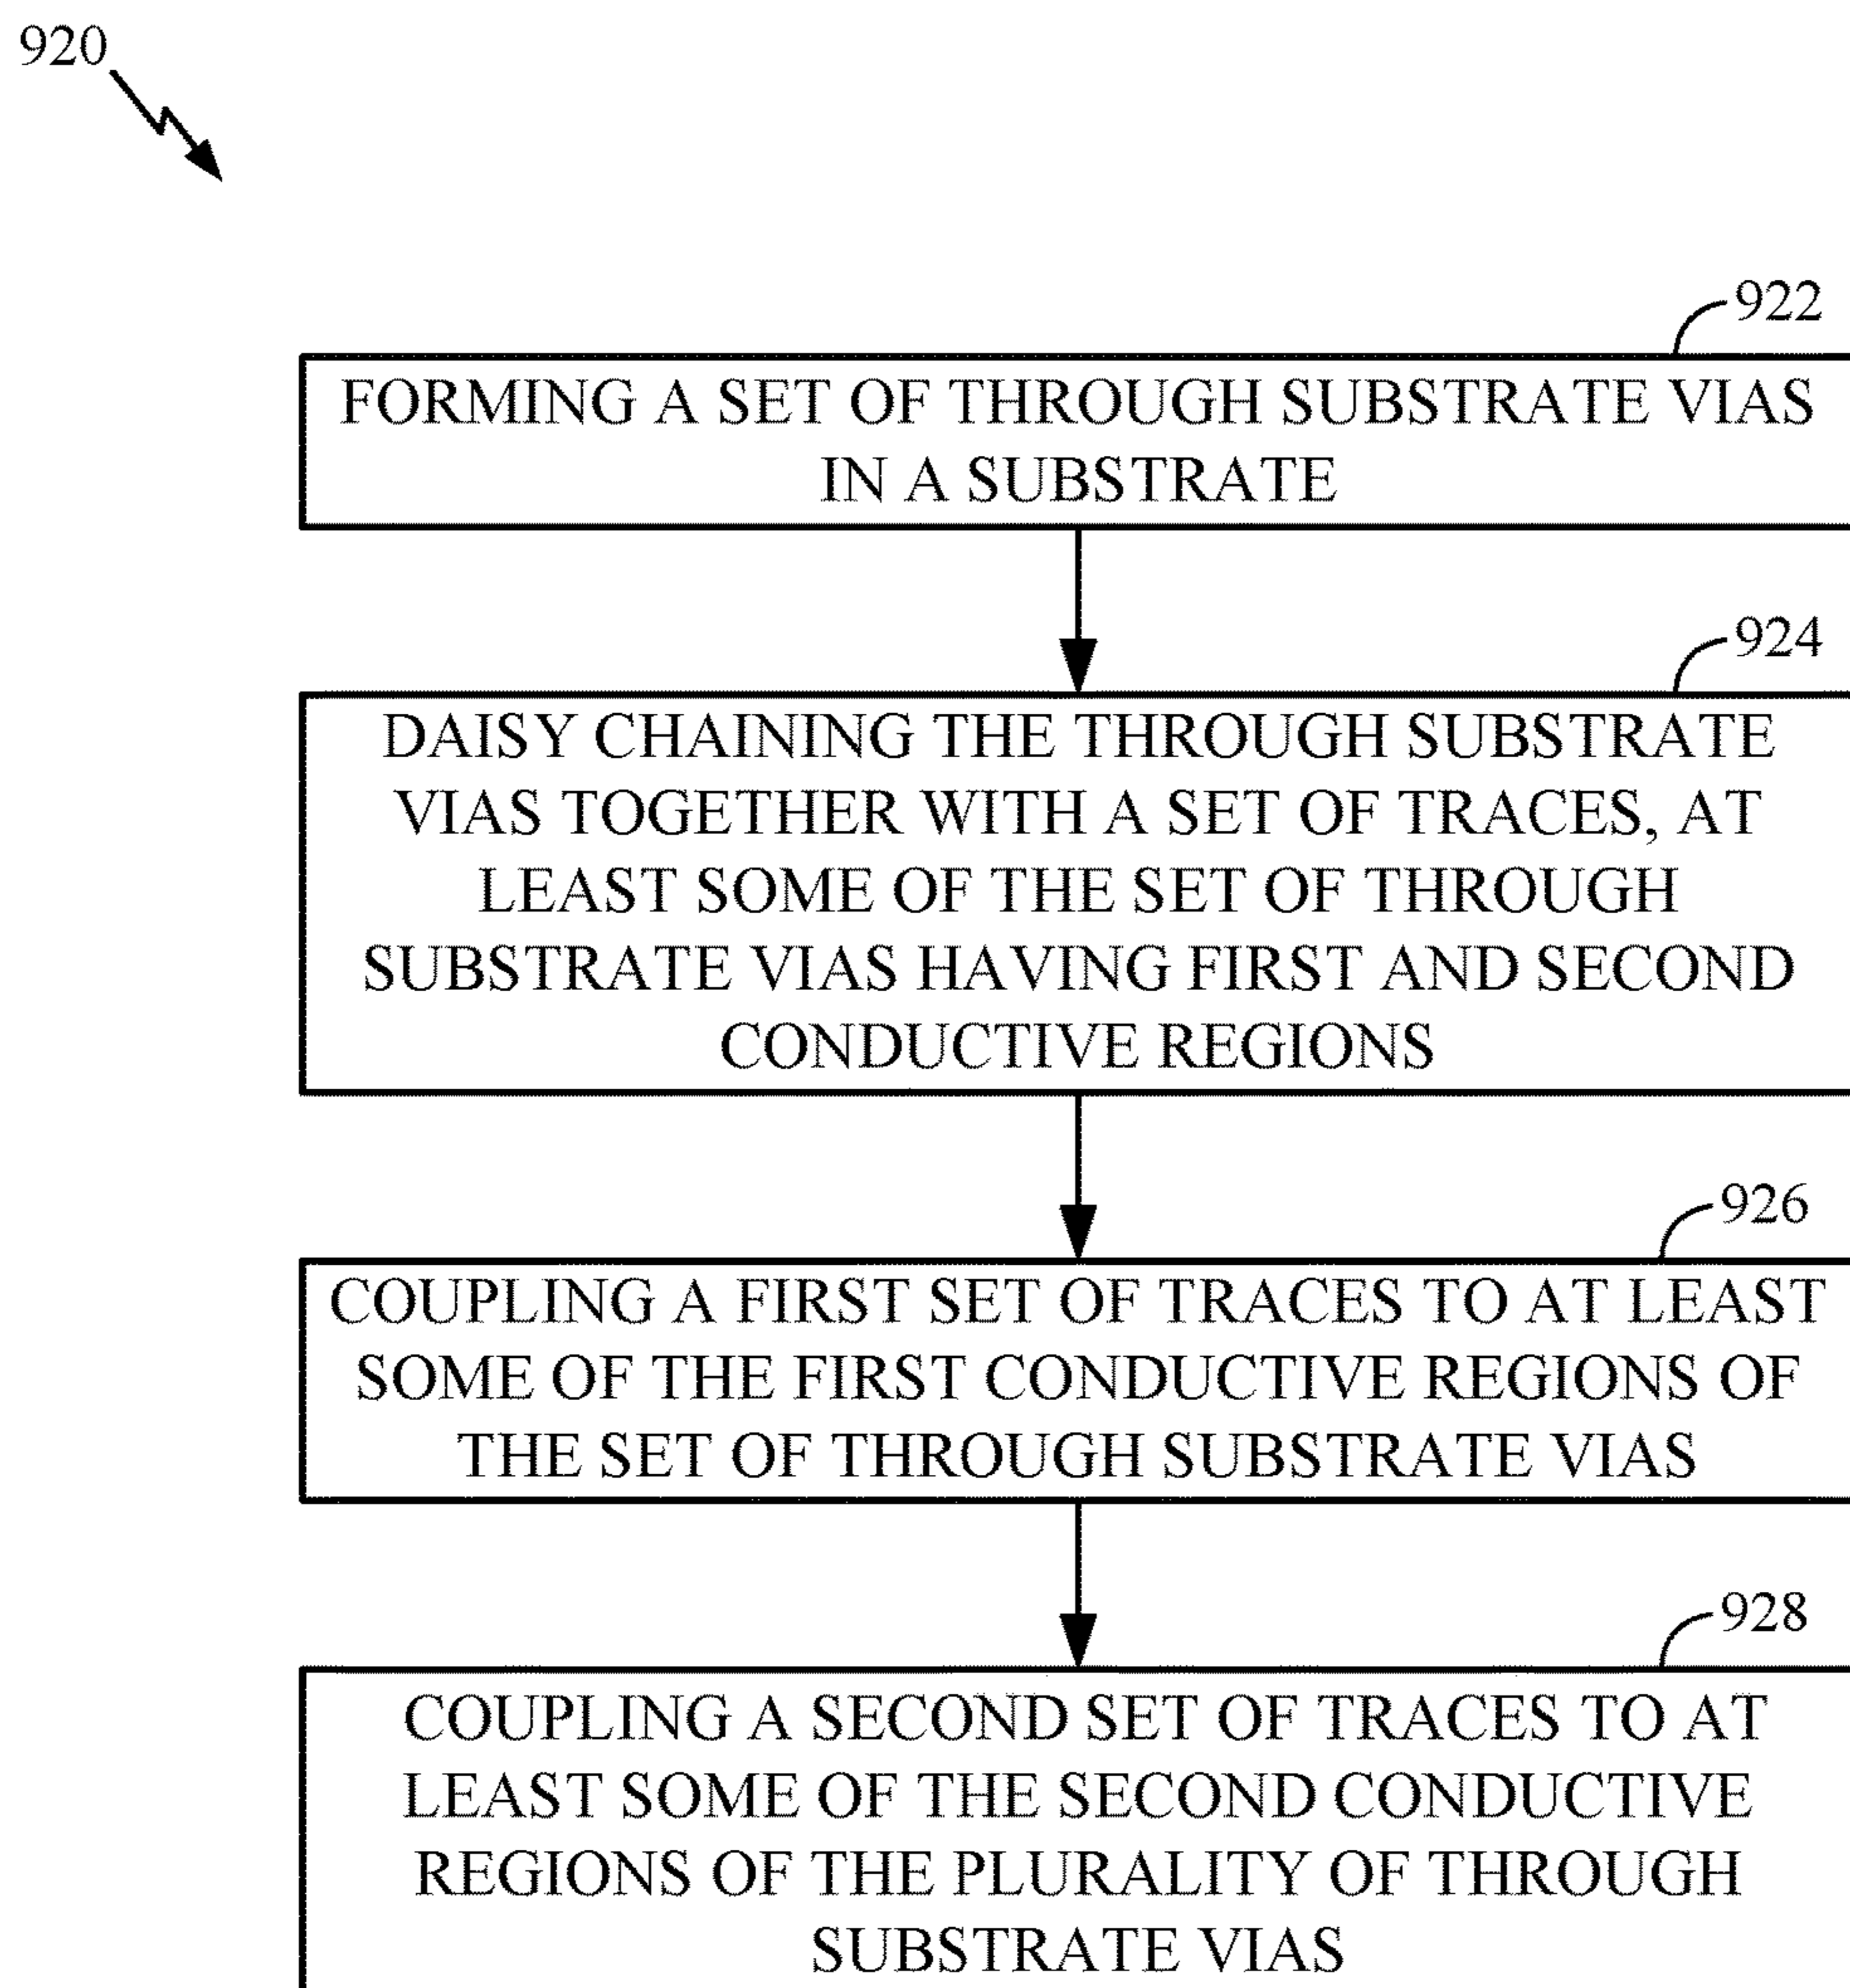 920
922
FORMING A SET OF THROUGH SUBSTRATE VIAS
IN A SUBSTRATE
924
DAISY CHAINING THE THROUGH SUBSTRATE
VIAS TOGETHER WITH A SET OF TRACES, AT
LEAST SOME OF THE SET OF THROUGH
SUBSTRATE VIAS HAVING FIRST AND SECOND
CONDUCTIVE REGIONS
926
COUPLING A FIRST SET OF TRACES TO AT LEAST
SOME OF THE FIRST CONDUCTIVE REGIONS OF
THE SET OF THROUGH SUBSTRATE VIAS
928
COUPLING A SECOND SET OF TRACES TO AT
LEAST SOME OF THE SECOND CONDUCTIVE
REGIONS OF THE PLURALITY OF THROUGH
SUBSTRATE VIAS